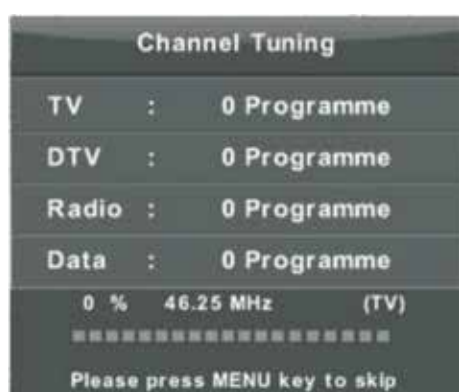 Channel Tuning
TV : 0 Programme
DTV : 0 Programme
Radio : 0 Programme
Data : 0 Programme
0 % 46.25 MHz (TV)
Please press MENU key to skip